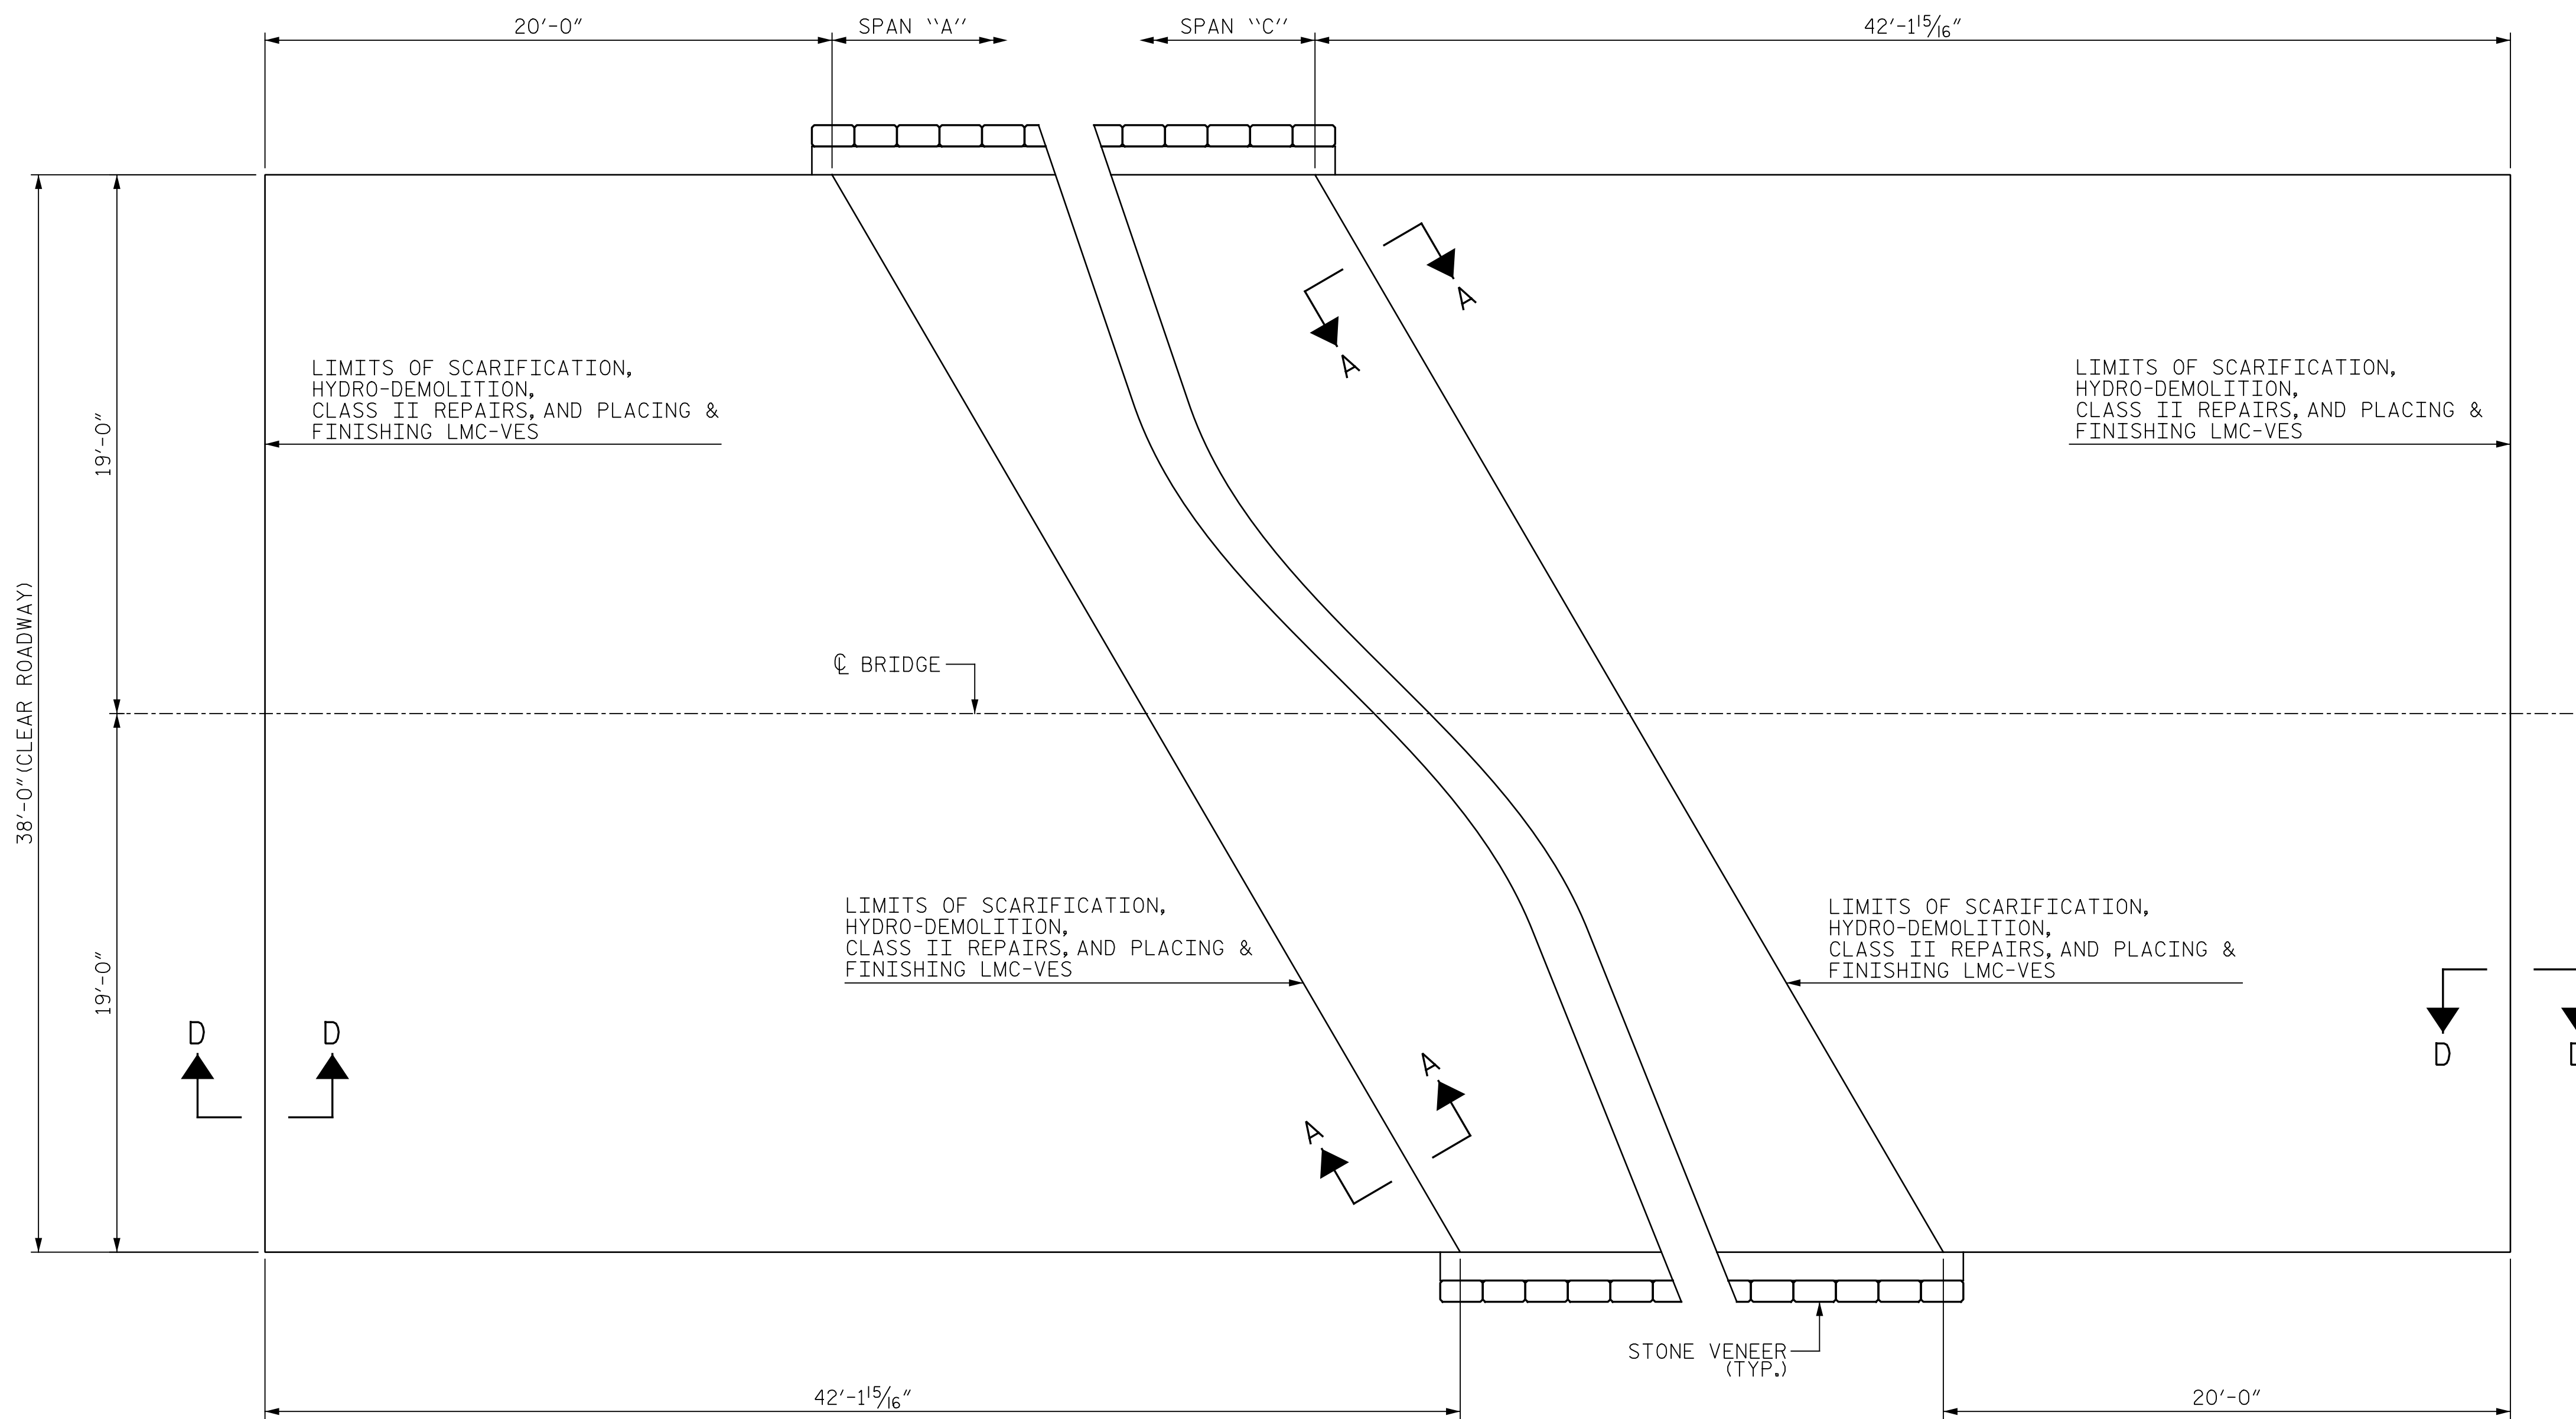 20'-0"
SPAN "A"
SPAN "C"
42'-1 15/16"
LIMITS OF SCARIFICATION,
HYDRO-DEMOLITION,
CLASS II REPAIRS, AND PLACING &
FINISHING LMC-VES
LIMITS OF SCARIFICATION,
HYDRO-DEMOLITION,
CLASS II REPAIRS, AND PLACING &
FINISHING LMC-VES
A
A
19'-0"
38'-0" (CLEAR ROADWAY)
℄ BRIDGE
19'-0"
LIMITS OF SCARIFICATION,
HYDRO-DEMOLITION,
CLASS II REPAIRS, AND PLACING &
FINISHING LMC-VES
LIMITS OF SCARIFICATION,
HYDRO-DEMOLITION,
CLASS II REPAIRS, AND PLACING &
FINISHING LMC-VES
D
D
A
A
D
STONE VENEER
(TYP.)
42'-1 15/16"
20'-0"